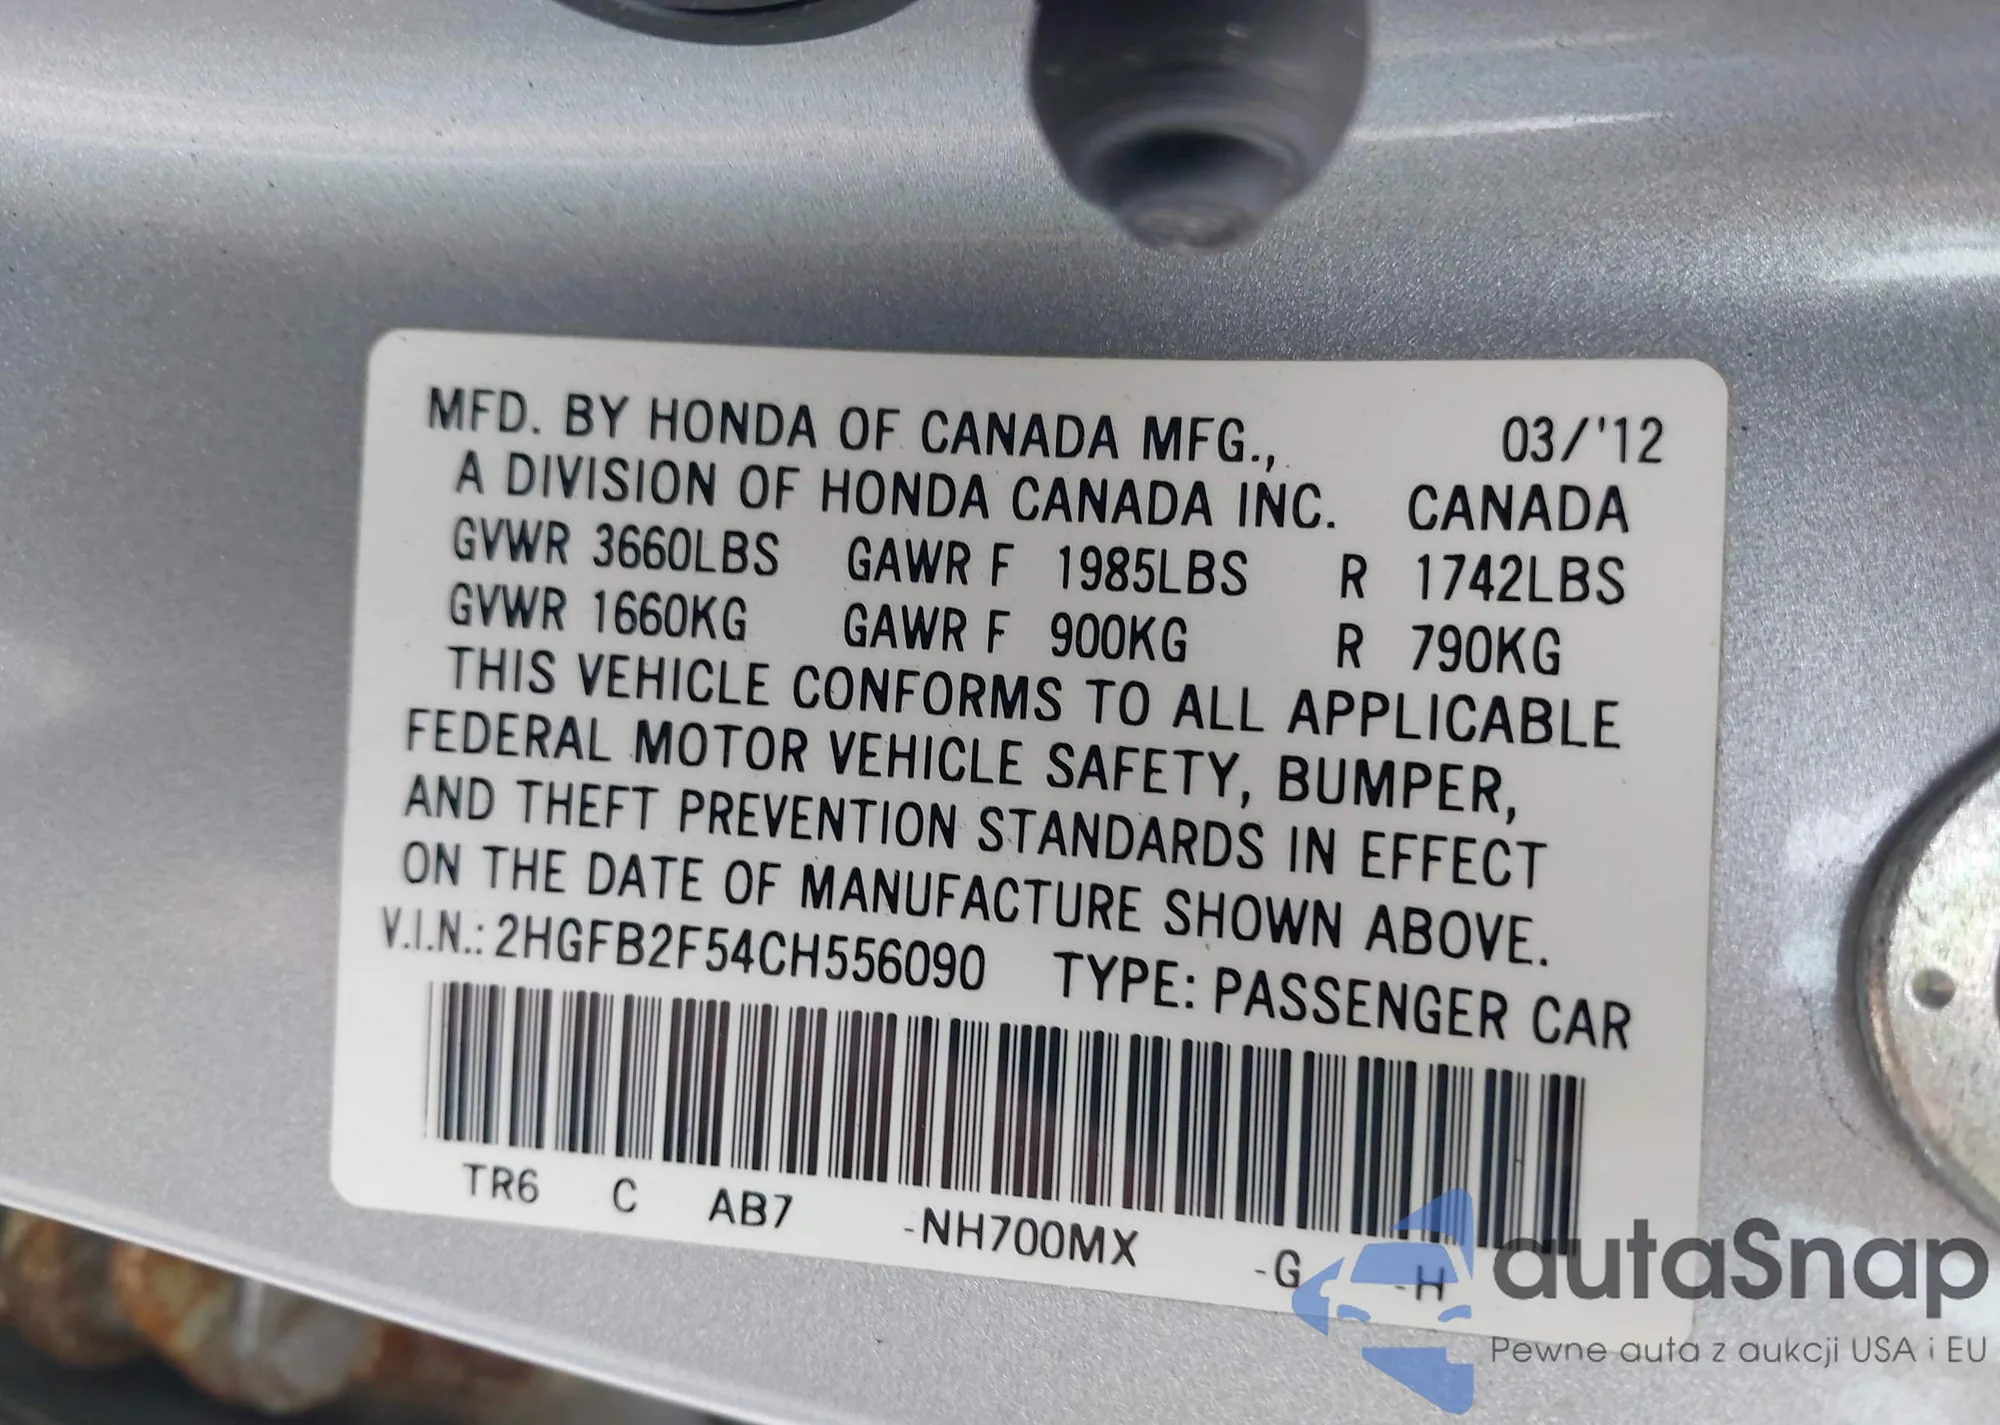 MFD. BY HONDA OF CANADA MFG., 03/'12
A DIVISION OF HONDA CANADA INC. CANADA
GVWR 3660LBS GAWR F 1985LBS R 1742LBS
GVWR 1660KG GAWR F 900KG R 790KG
THIS VEHICLE CONFORMS TO ALL APPLICABLE
FEDERAL MOTOR VEHICLE SAFETY, BUMPER,
AND THEFT PREVENTION STANDARDS IN EFFECT
ON THE DATE OF MANUFACTURE SHOWN ABOVE.
V.I.N.: 2HGFB2F54CH556090 TYPE: PASSENGER CAR
TR6 C AB7 -NH700MX -G -H
autaSnap
Pewne auta z aukcji USA i EU